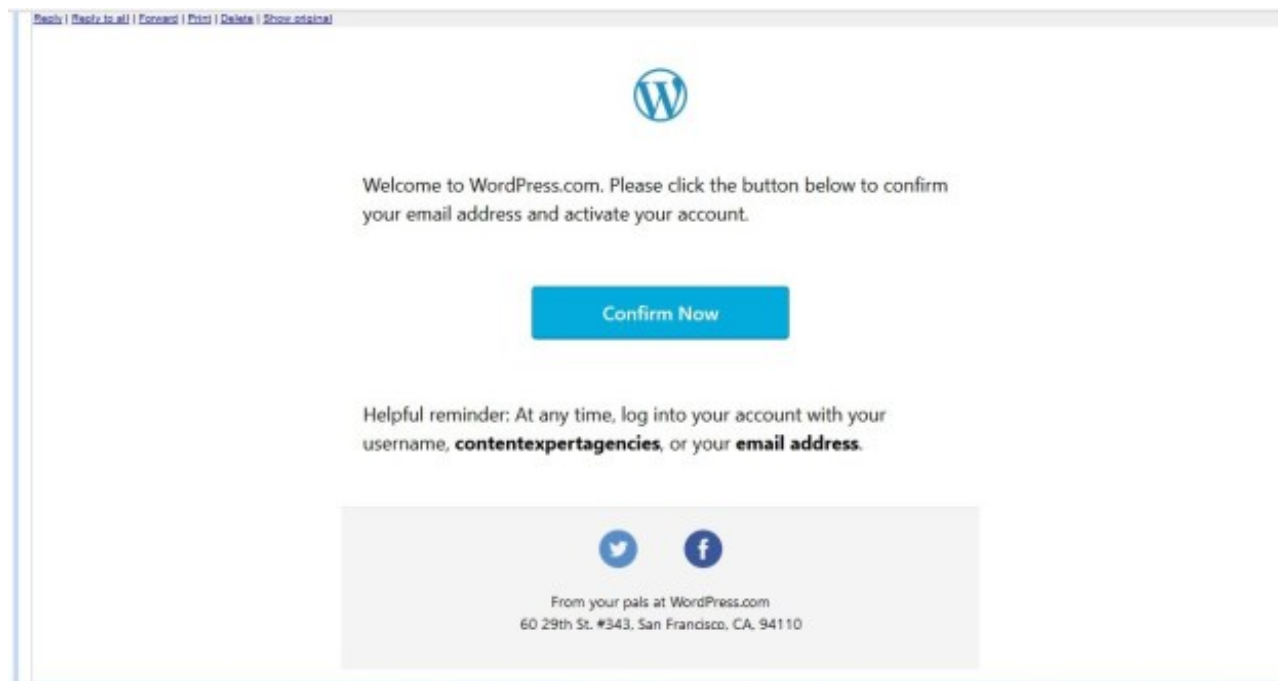 Reply | Reply to all | Forward | Print | Delete | Show original
W
Welcome to WordPress.com. Please click the button below to confirm
your email address and activate your account.
Confirm Now
Helpful reminder: At any time, log into your account with your
username, contentexpertagencies, or your email address.
f
From your pals at WordPress.com
60 29th St. #343, San Francisco, CA, 94110